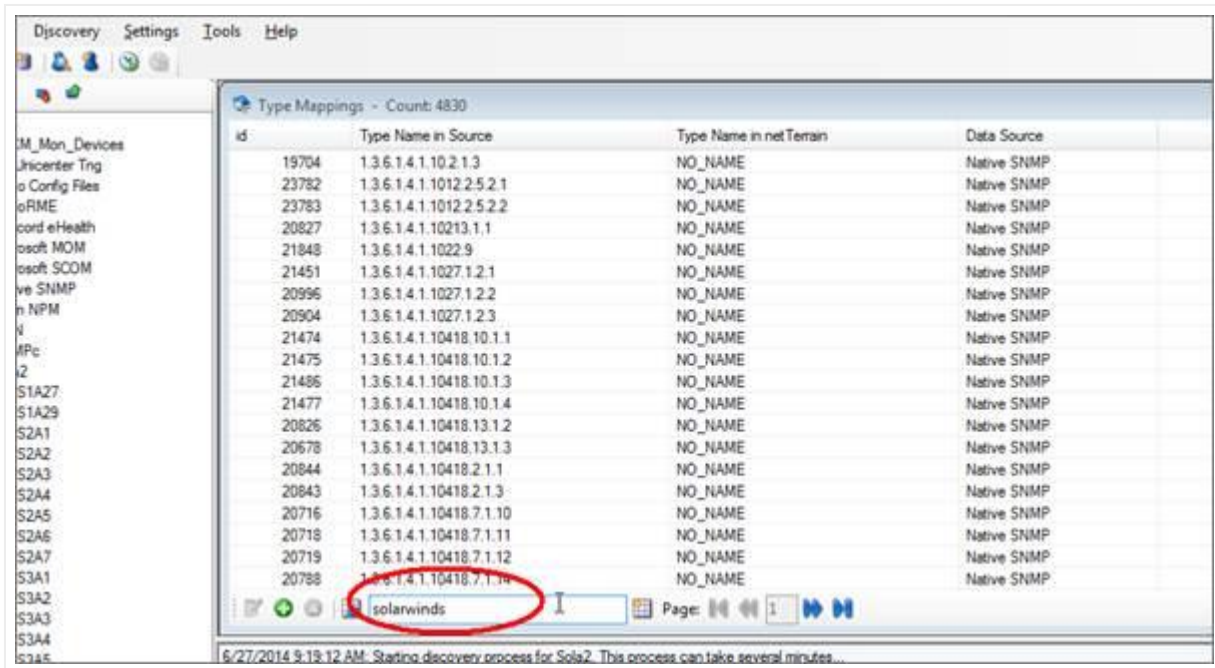 Discovery Settings Tools Help
Type Mappings - Count: 4830
id Type Name in Source Type Name in netTerrain Data Source
19704 1.3.6.1.4.1.10.2.1.3 NO_NAME Native SNMP
23782 1.3.6.1.4.1.1012.2.5.2.1 NO_NAME Native SNMP
23783 1.3.6.1.4.1.1012.2.5.2.2 NO_NAME Native SNMP
20827 1.3.6.1.4.1.10213.1.1 NO_NAME Native SNMP
21848 1.3.6.1.4.1.1022.9 NO_NAME Native SNMP
21451 1.3.6.1.4.1.1027.1.2.1 NO_NAME Native SNMP
20996 1.3.6.1.4.1.1027.1.2.2 NO_NAME Native SNMP
20904 1.3.6.1.4.1.1027.1.2.3 NO_NAME Native SNMP
21474 1.3.6.1.4.1.10418.10.1.1 NO_NAME Native SNMP
21475 1.3.6.1.4.1.10418.10.1.2 NO_NAME Native SNMP
21486 1.3.6.1.4.1.10418.10.1.3 NO_NAME Native SNMP
21477 1.3.6.1.4.1.10418.10.1.4 NO_NAME Native SNMP
20826 1.3.6.1.4.1.10418.13.1.2 NO_NAME Native SNMP
20678 1.3.6.1.4.1.10418.13.1.3 NO_NAME Native SNMP
20844 1.3.6.1.4.1.10418.2.1.1 NO_NAME Native SNMP
20843 1.3.6.1.4.1.10418.2.1.3 NO_NAME Native SNMP
20716 1.3.6.1.4.1.10418.7.1.10 NO_NAME Native SNMP
20718 1.3.6.1.4.1.10418.7.1.11 NO_NAME Native SNMP
20719 1.3.6.1.4.1.10418.7.1.12 NO_NAME Native SNMP
20788 1.3.6.1.4.1.10418.7.1.14 NO_NAME Native SNMP
solarwinds Page: 1
6/27/2014 9:19:12 AM: Starting discovery process for Sola2. This process can take several minutes...
CM_Mon_Devices
Unicenter Tng
o Config Files
oRME
cord eHealth
osoft MOM
osoft SCOM
ve SNMP
n NPM
N
MPc
A2
S1A27
S1A29
S2A1
S2A2
S2A3
S2A4
S2A5
S2A6
S2A7
S3A1
S3A2
S3A3
S3A4
S3A5